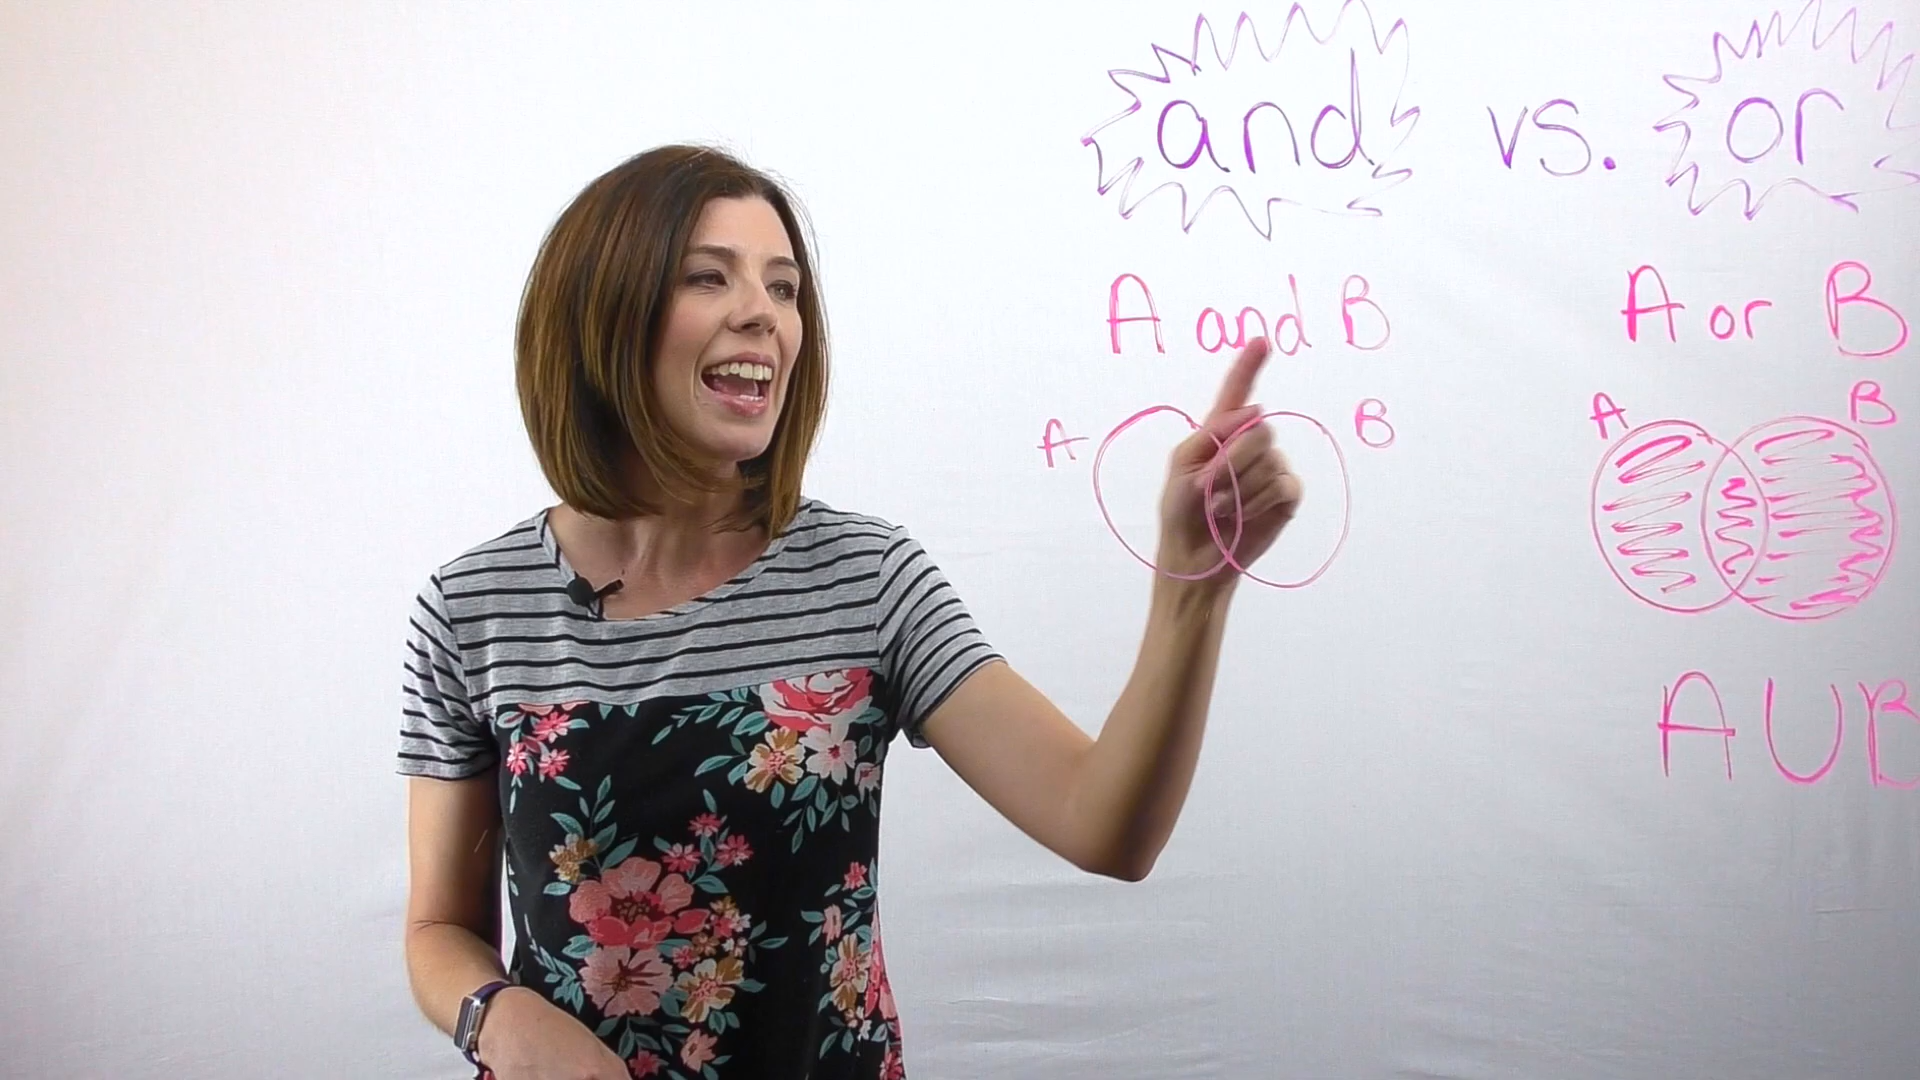 and vs. or
A and B
A or B
A B
A B
A U B